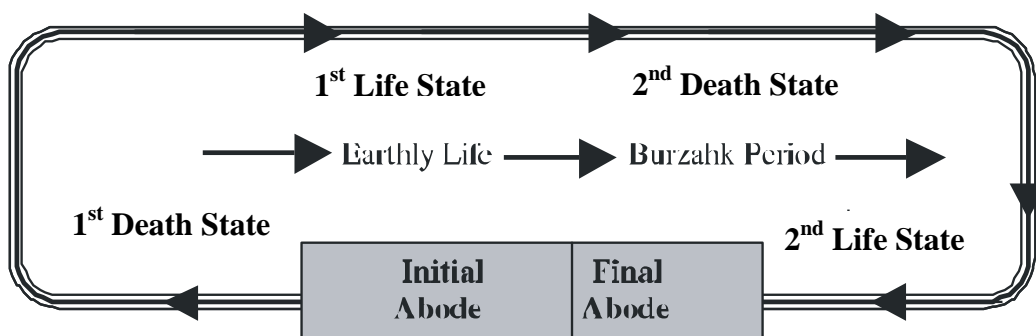 1st Life State
2nd Death State
Earthly Life
Burzahk Period
1st Death State
2nd Life State
Initial
Abode
Final
Abode